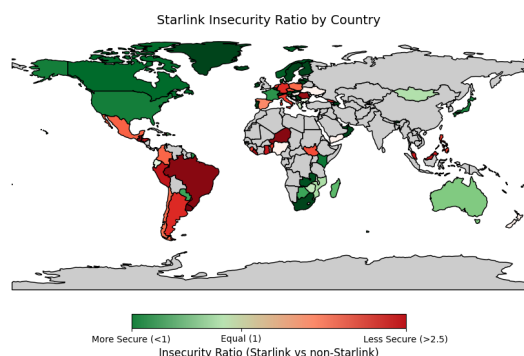 Starlink Insecurity Ratio by Country
More Secure (<1) Equal (1) Less Secure (>2.5)
Insecurity Ratio (Starlink vs non-Starlink)